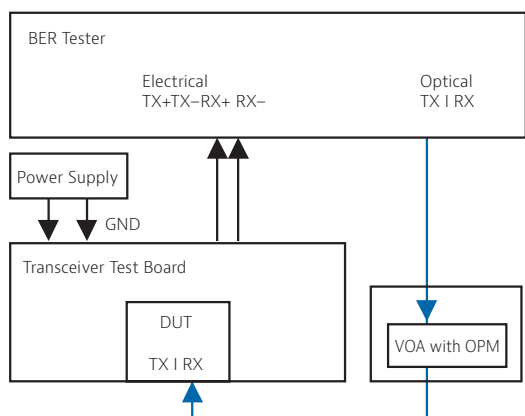 BER Tester
Electrical
TX+TX–RX+ RX–
Optical
TX I RX
Power Supply
GND
Transceiver Test Board
DUT
TX I RX
VOA with OPM